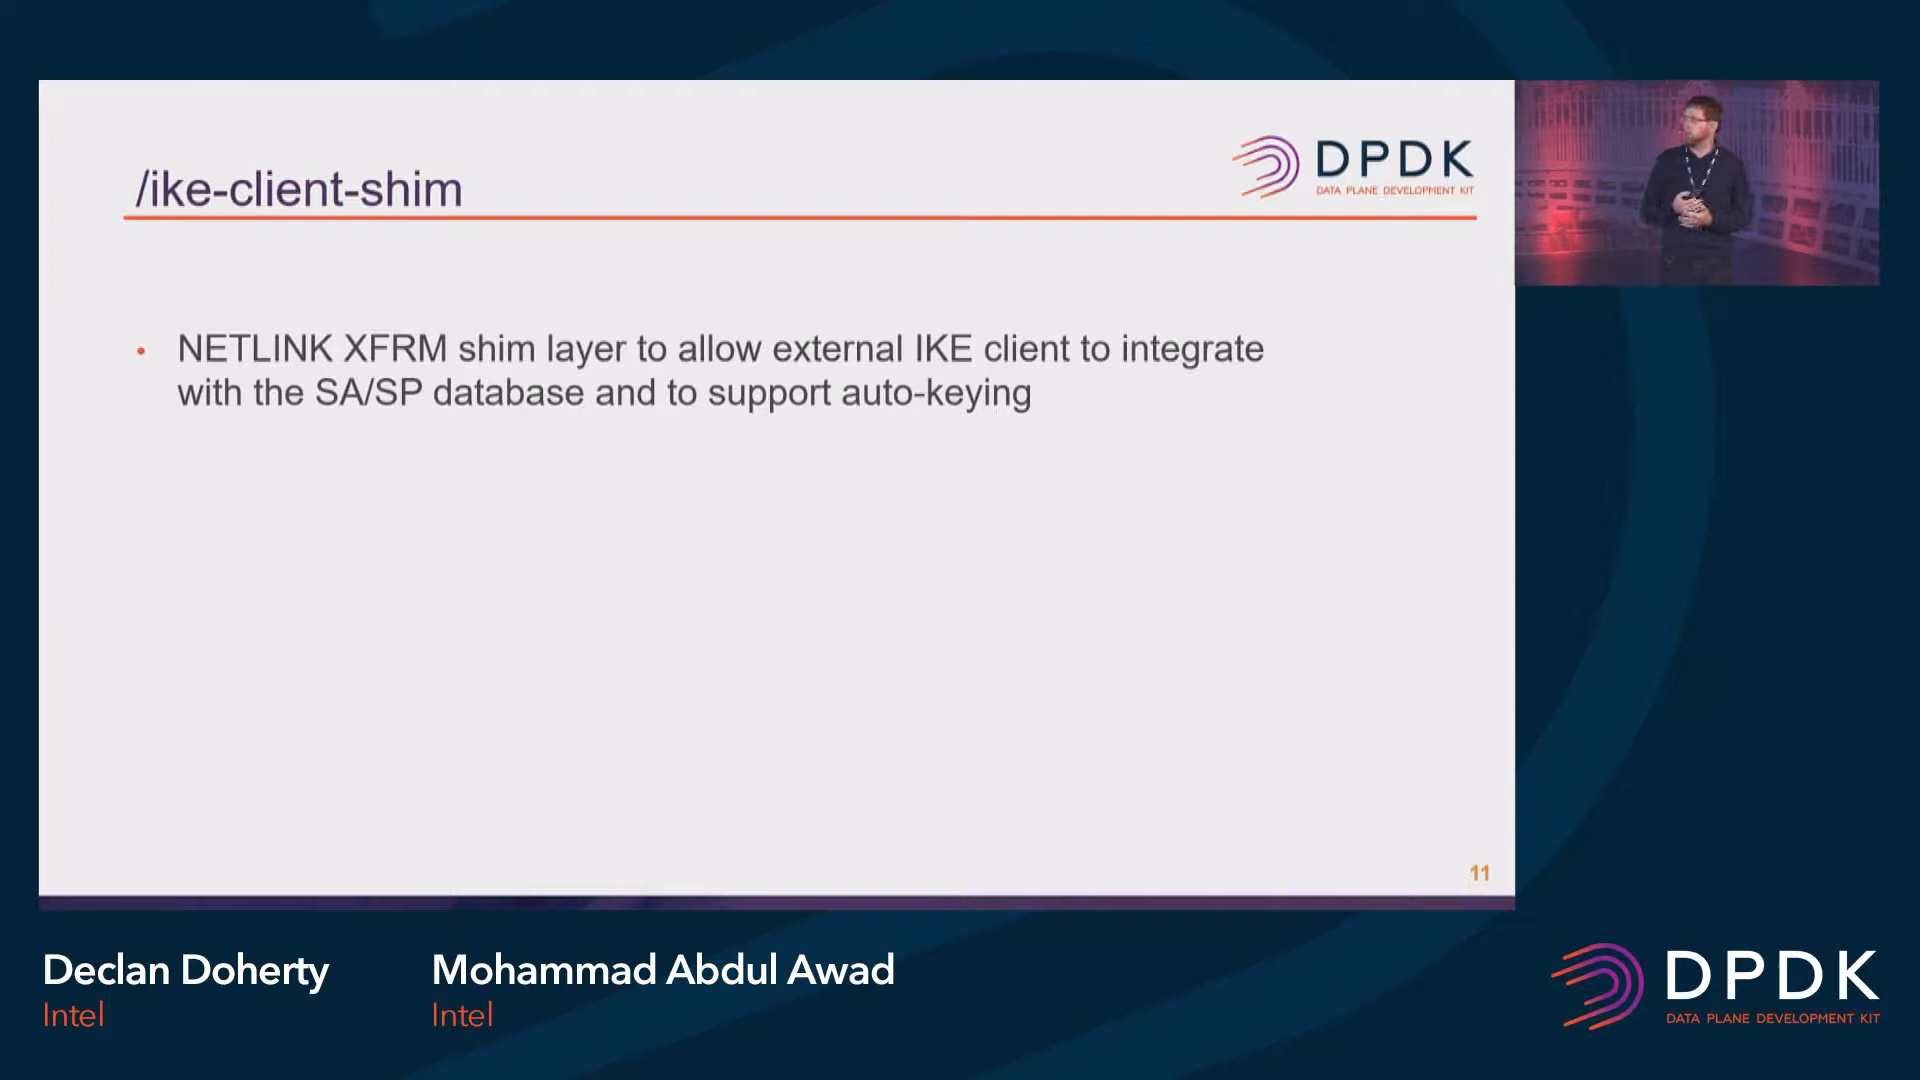 /ike-client-shim
DPDK
DATA PLANE DEVELOPMENT KIT
• NETLINK XFRM shim layer to allow external IKE client to integrate
with the SA/SP database and to support auto-keying
11
Declan Doherty
Intel
Mohammad Abdul Awad
Intel
DPDK
DATA PLANE DEVELOPMENT KIT